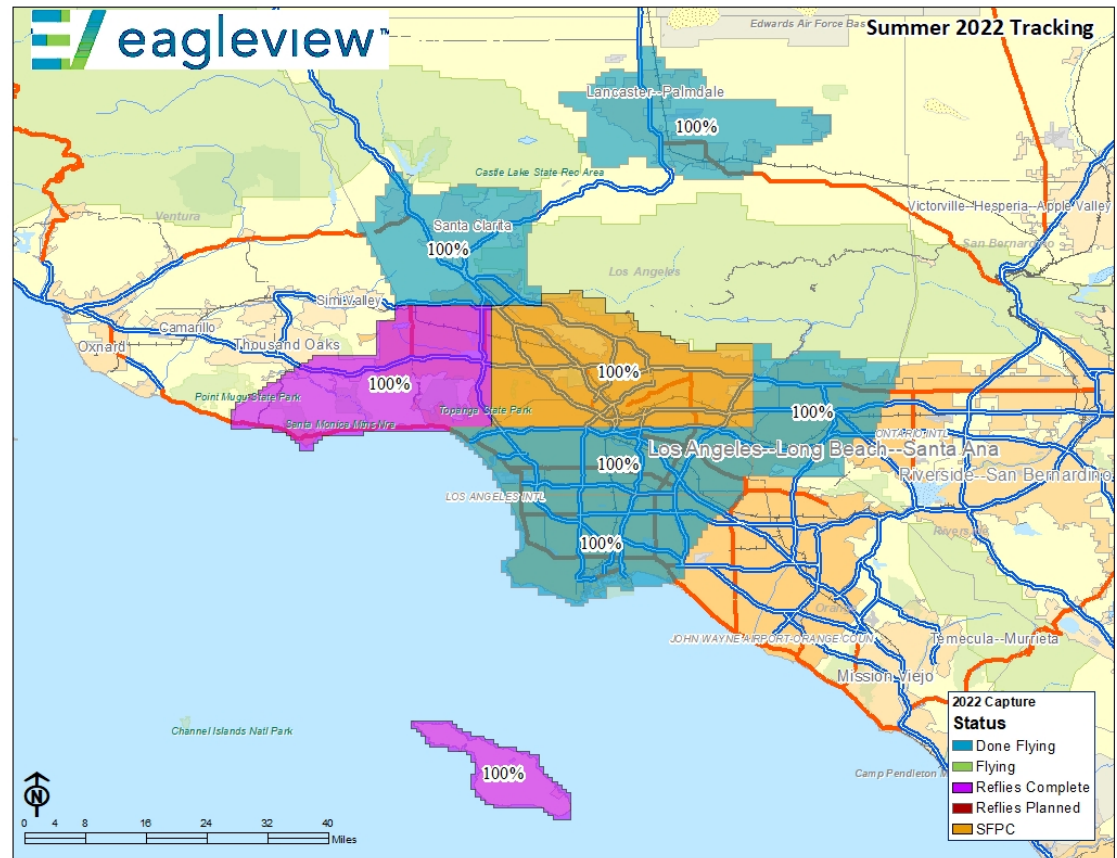 eagleview™
Summer 2022 Tracking
Edwards Air Force Bas
Lancaster--Palmdale
100%
Castle Lake State Rec Area
Ventura
Santa Clarita
100%
Victorville--Hesperia--Apple Valley
San Bernardino
Los Angeles
Simi Valley
Camarillo
Oxnard
Thousand Oaks
100%
100%
Point Mugu State Park
Topanga State Park
Santa Monica Mtns Nra
100%
ONTARIO INTL
Los Angeles--Long Beach--Santa Ana
100%
Riverside--San Bernardino
LOS ANGELES INTL
Riverside
100%
Orange
JOHN WAYNE AIRPORT-ORANGE COUN
Temecula--Murrieta
Mission Viejo
Channel Islands Natl Park
100%
Camp Pendleton M
2022 Capture
Status
Done Flying
Flying
Reflies Complete
Reflies Planned
SFPC
N
0 4 8 16 24 32 40
Miles